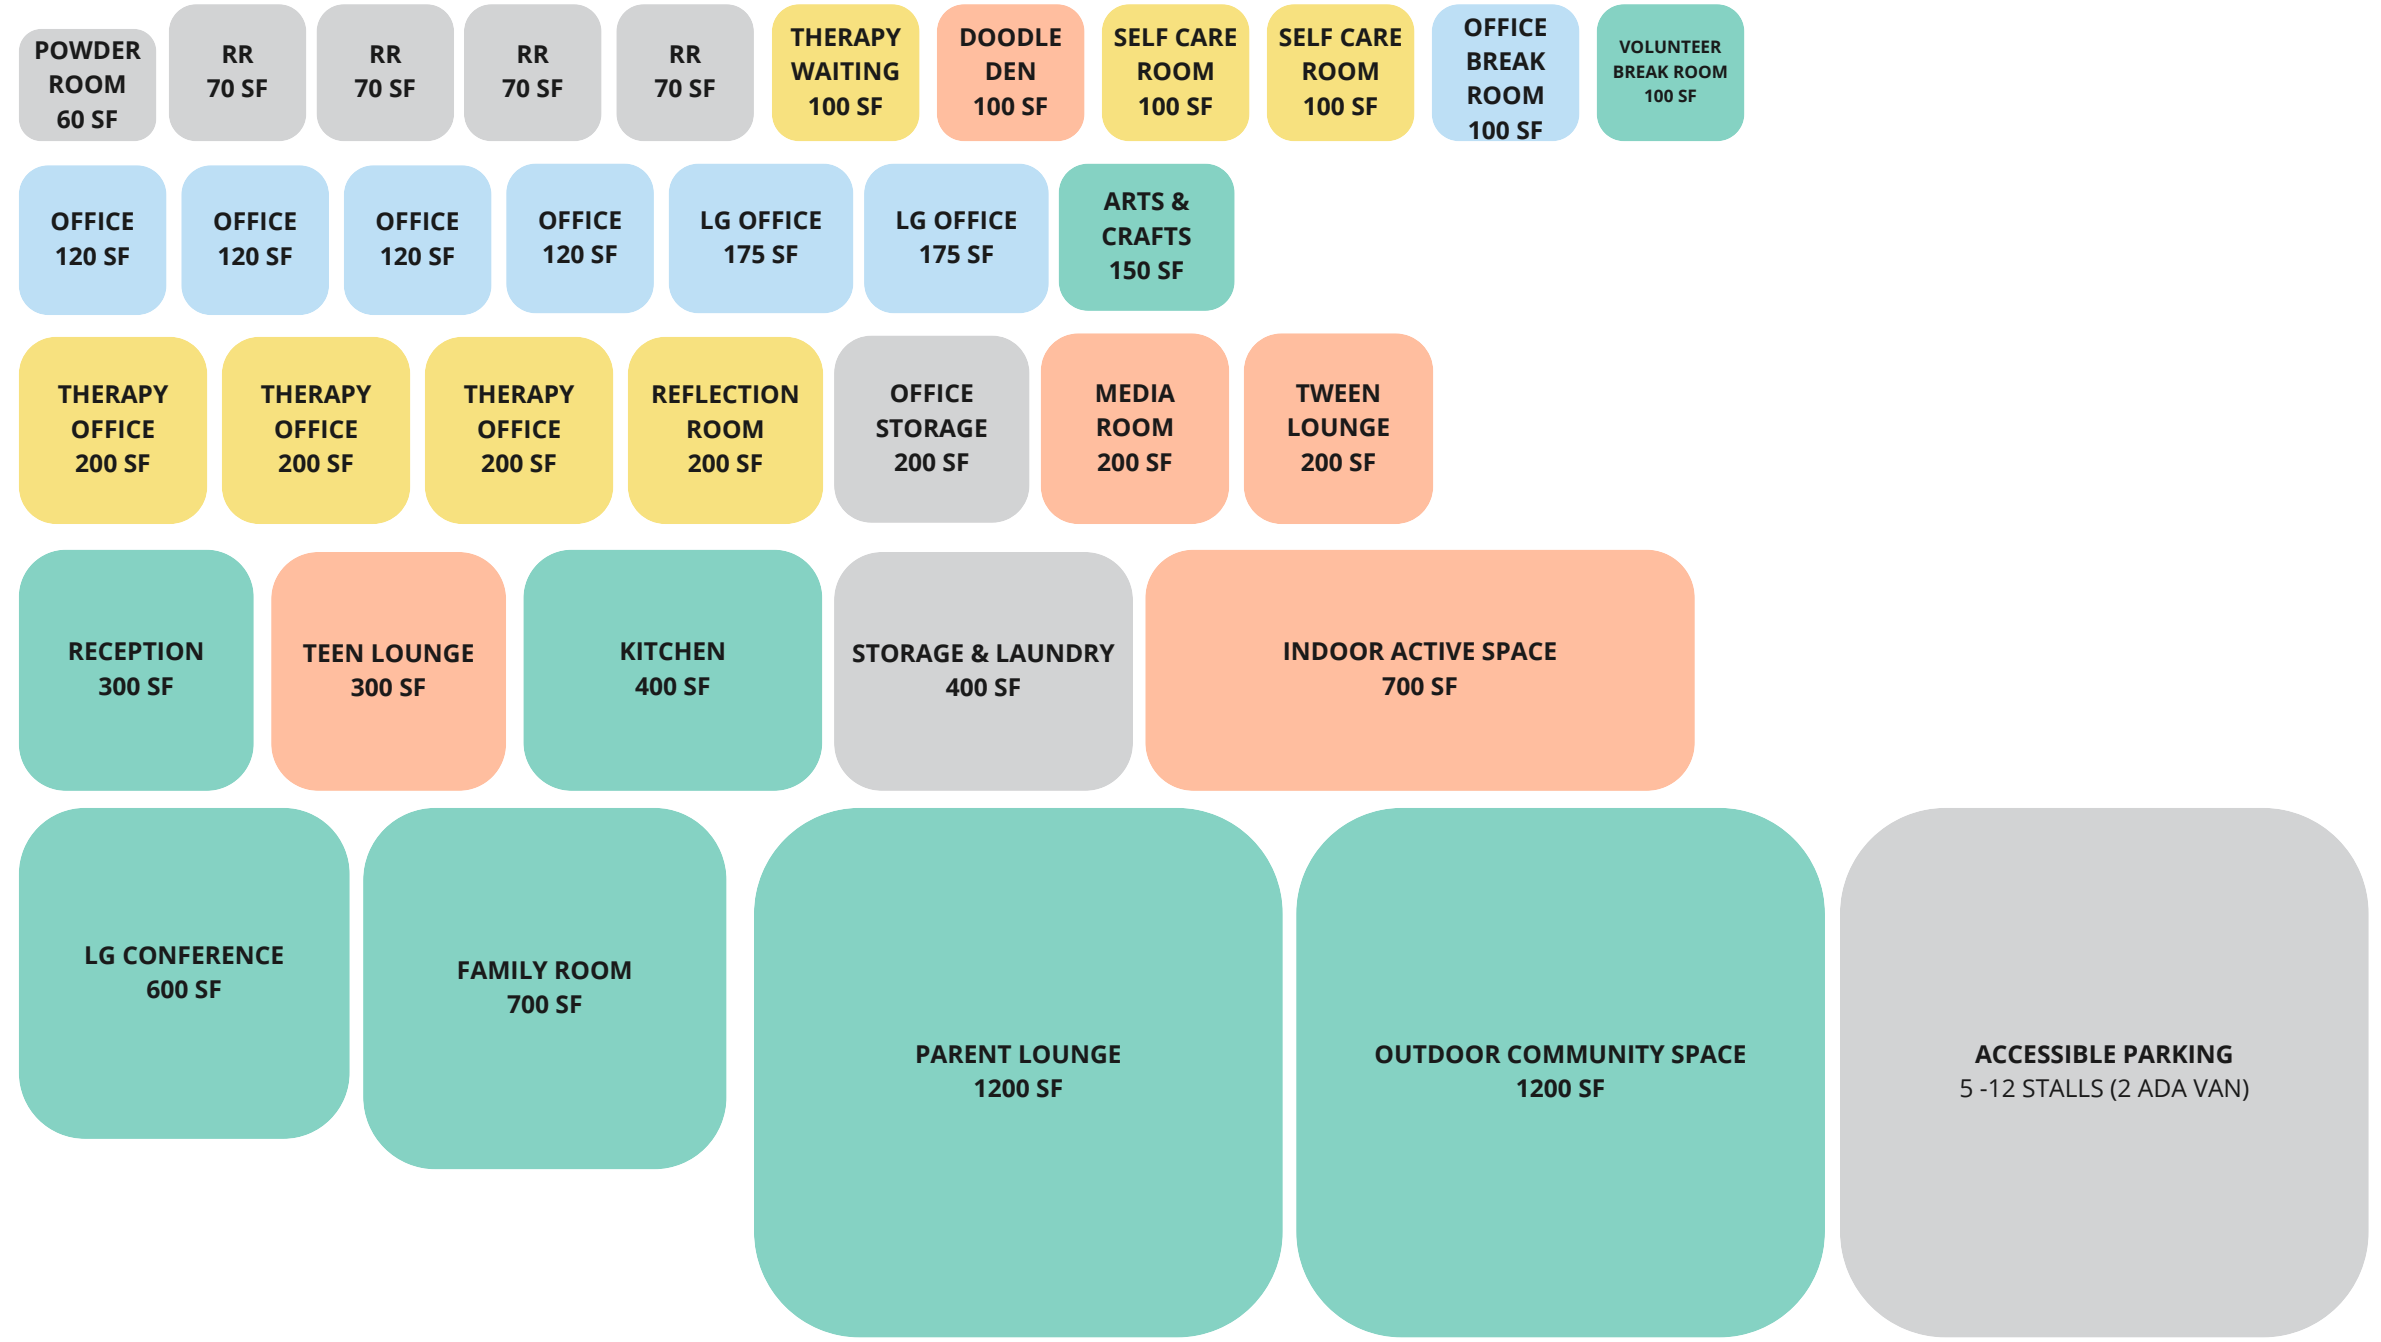 POWDER
ROOM
60 SF
RR
70 SF
RR
70 SF
RR
70 SF
RR
70 SF
THERAPY
WAITING
100 SF
DOODLE
DEN
100 SF
SELF CARE
ROOM
100 SF
SELF CARE
ROOM
100 SF
OFFICE
BREAK
ROOM
100 SF
VOLUNTEER
BREAK ROOM
100 SF
OFFICE
120 SF
OFFICE
120 SF
OFFICE
120 SF
OFFICE
120 SF
LG OFFICE
175 SF
LG OFFICE
175 SF
ARTS &
CRAFTS
150 SF
THERAPY
OFFICE
200 SF
THERAPY
OFFICE
200 SF
THERAPY
OFFICE
200 SF
REFLECTION
ROOM
200 SF
OFFICE
STORAGE
200 SF
MEDIA
ROOM
200 SF
TWEEN
LOUNGE
200 SF
RECEPTION
300 SF
TEEN LOUNGE
300 SF
KITCHEN
400 SF
STORAGE & LAUNDRY
400 SF
INDOOR ACTIVE SPACE
700 SF
LG CONFERENCE
600 SF
FAMILY ROOM
700 SF
PARENT LOUNGE
1200 SF
OUTDOOR COMMUNITY SPACE
1200 SF
ACCESSIBLE PARKING
5 -12 STALLS (2 ADA VAN)